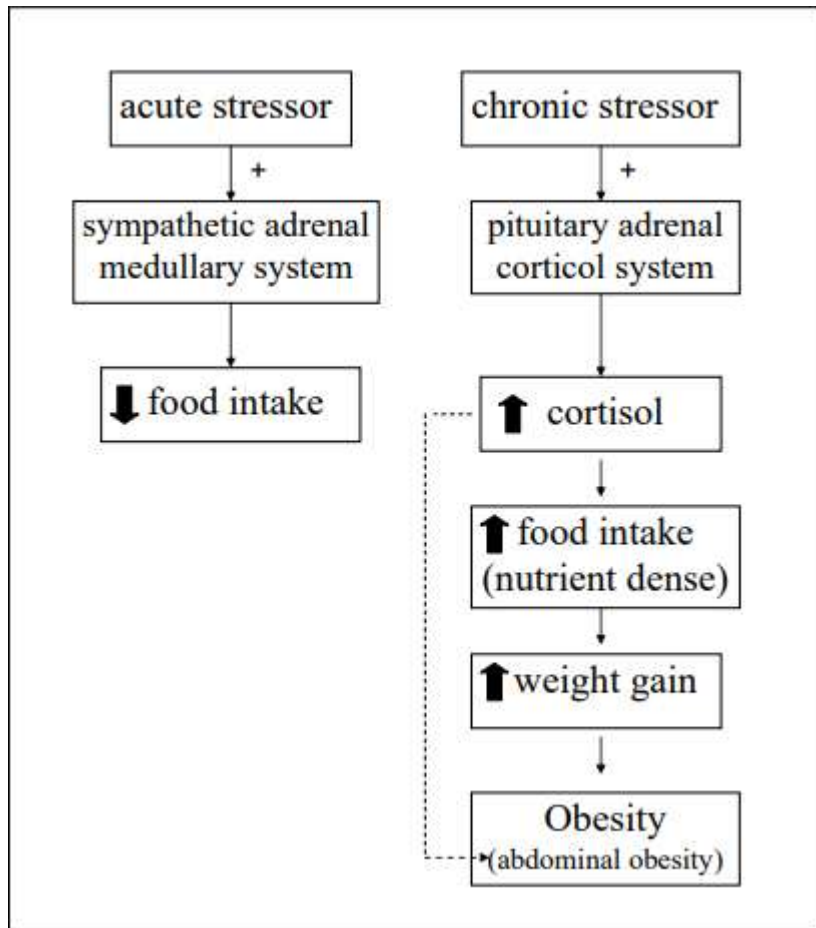 acute stressor
+
sympathetic adrenal
medullary system
food intake
chronic stressor
+
pituitary adrenal
corticol system
cortisol
food intake
(nutrient dense)
weight gain
Obesity
(abdominal obesity)